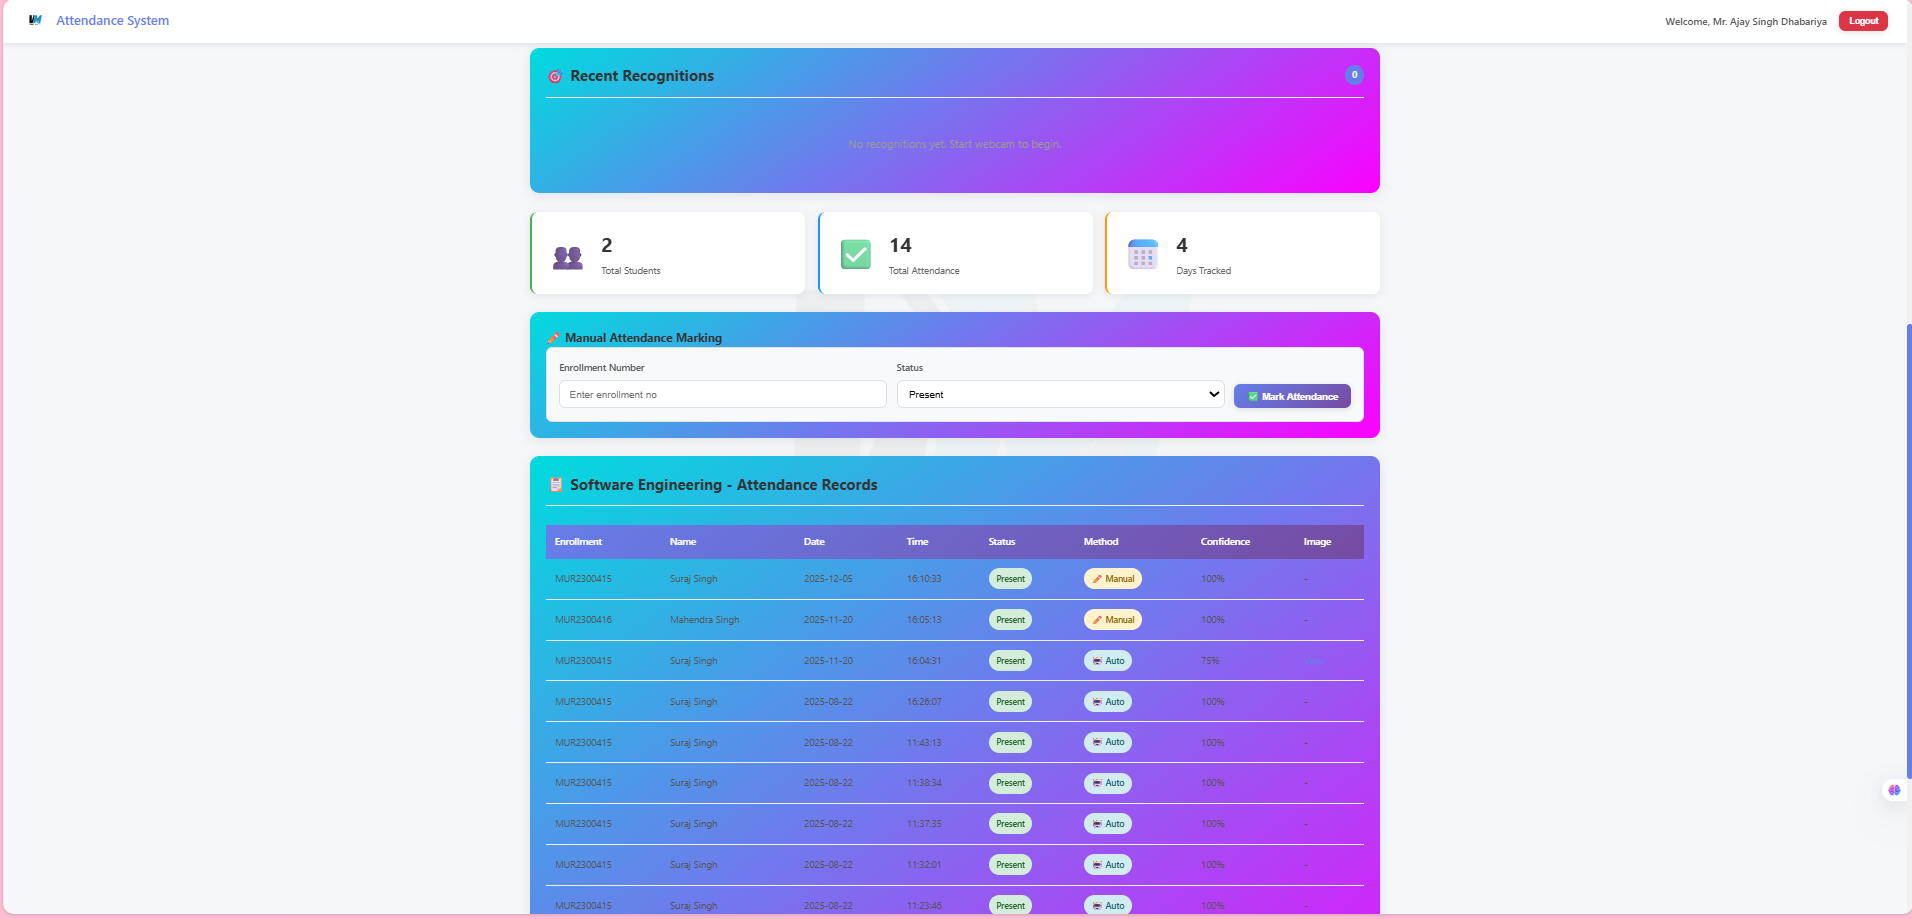 Attendance System
Welcome, Mr. Ajay Singh Dhabariya
Logout
Recent Recognitions
0
No recognitions yet. Start webcam to begin.
2
Total Students
14
Total Attendance
4
Days Tracked
Manual Attendance Marking
Enrollment Number
Status
Enter enrollment no
Present
Mark Attendance
Software Engineering - Attendance Records
Enrollment Name Date Time Status Method Confidence Image
MUR2300415 Suraj Singh 2025-12-05 16:10:33 Present Manual 100% -
MUR2300416 Mahendra Singh 2025-11-20 16:05:13 Present Manual 100% -
MUR2300415 Suraj Singh 2025-11-20 16:04:31 Present Auto 75%
MUR2300415 Suraj Singh 2025-08-22 16:26:07 Present Auto 100% -
MUR2300415 Suraj Singh 2025-08-22 11:43:13 Present Auto 100% -
MUR2300415 Suraj Singh 2025-08-22 11:38:34 Present Auto 100% -
MUR2300415 Suraj Singh 2025-08-22 11:37:35 Present Auto 100% -
MUR2300415 Suraj Singh 2025-08-22 11:32:01 Present Auto 100% -
MUR2300415 Suraj Singh 2025-08-22 11:23:46 Present Auto 100% -